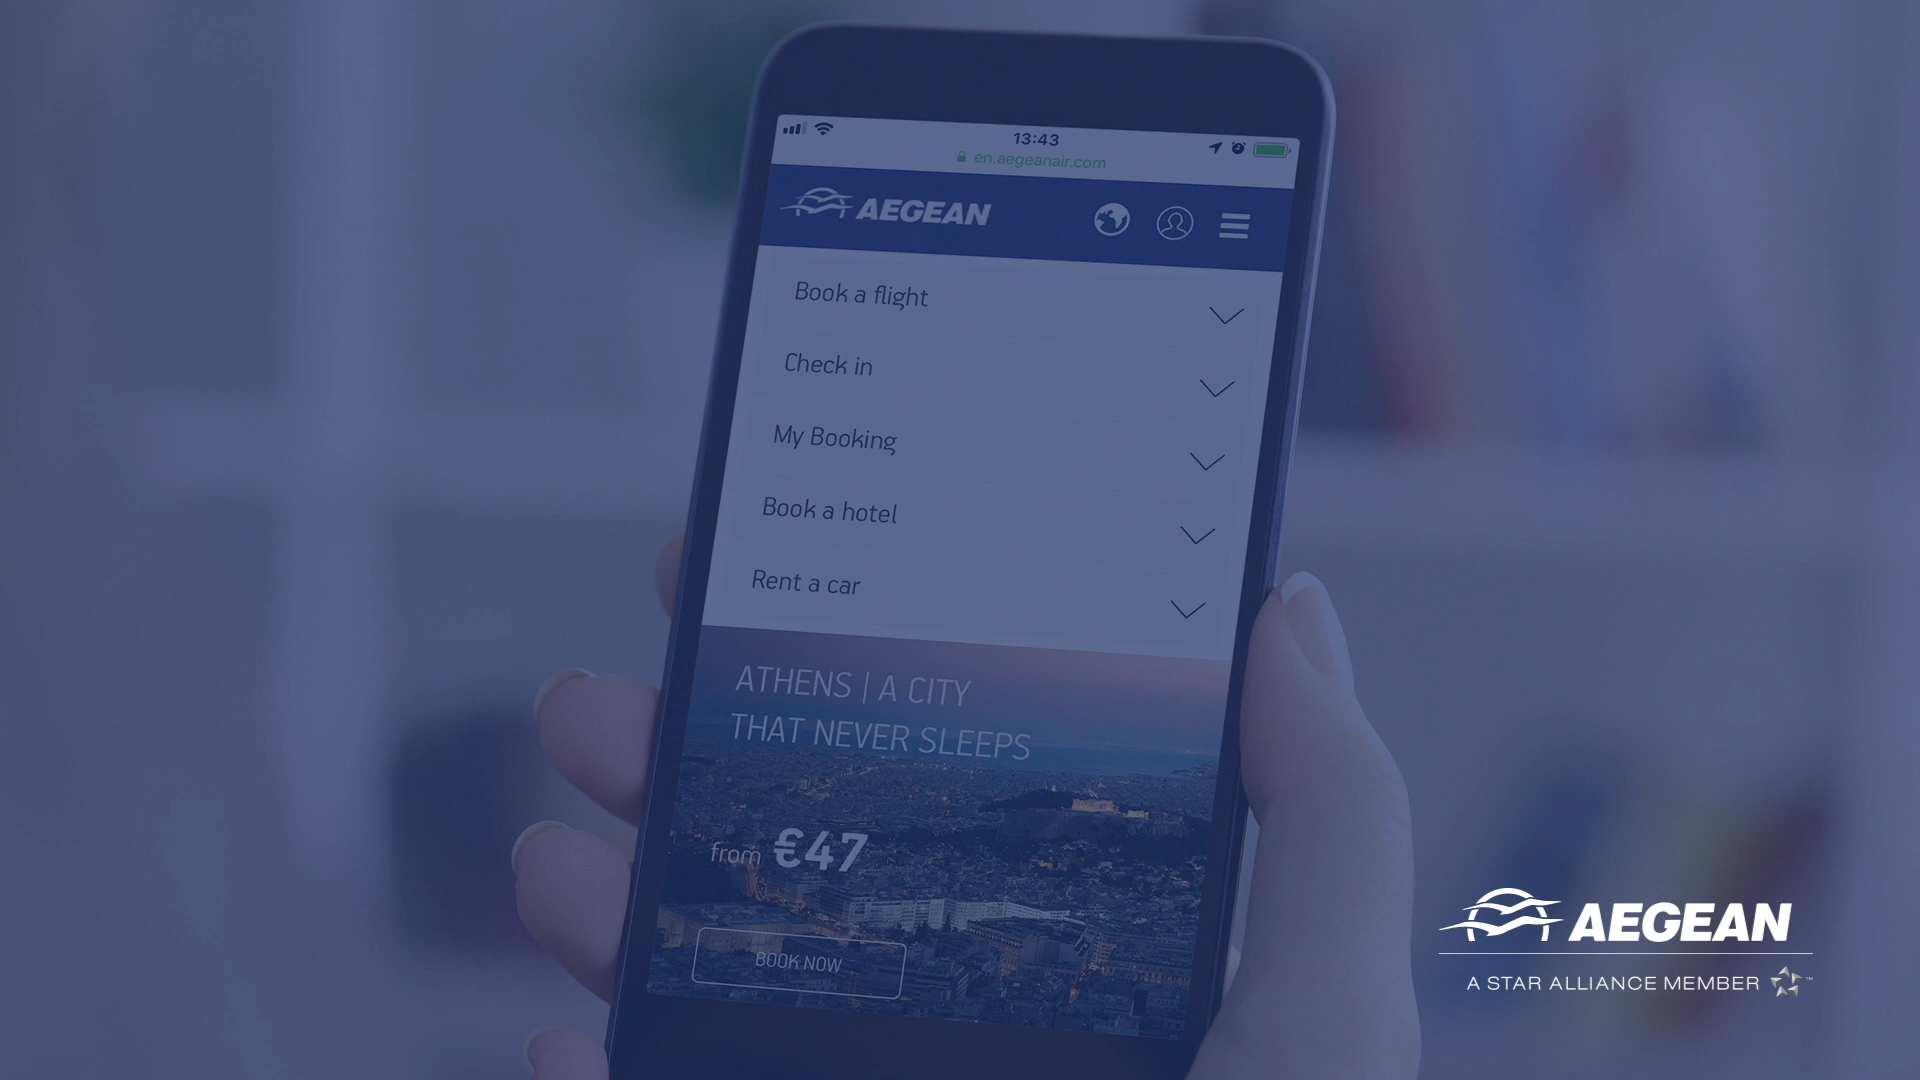 13:43
en.aegeanair.com
AEGEAN
Book a flight
Check in
My Booking
Book a hotel
Rent a car
ATHENS | A CITY
THAT NEVER SLEEPS
from €47
BOOK NOW
AEGEAN
A STAR ALLIANCE MEMBER ™